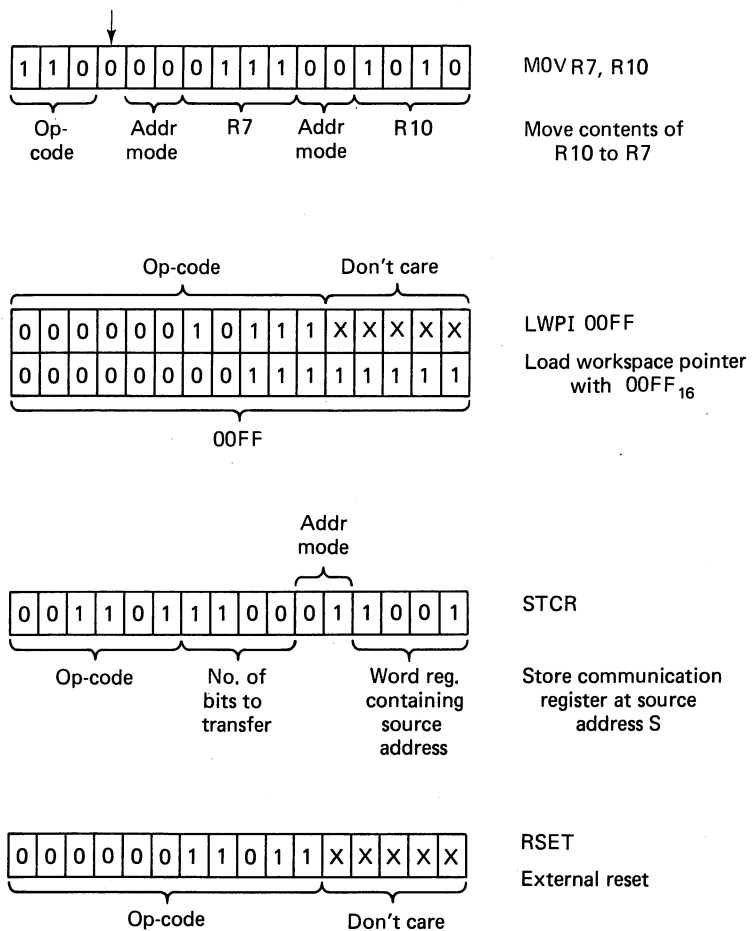 1 1 0 0 0 0 0 1 1 1 0 0 1 0 1 0
MOV R7, R10
Op-
code
Addr
mode
R7
Addr
mode
R10
Move contents of
R10 to R7
Op-code
Don't care
0 0 0 0 0 0 1 0 1 1 1 X X X X X
LWPI 00FF
0 0 0 0 0 0 0 0 1 1 1 1 1 1 1 1
Load workspace pointer
with 00FF16
00FF
Addr
mode
0 0 1 1 0 1 1 1 0 0 0 1 1 0 0 1
STCR
Op-code
No. of
bits to
transfer
Word reg.
containing
source
address
Store communication
register at source
address S
0 0 0 0 0 0 1 1 0 1 1 X X X X X
RSET
External reset
Op-code
Don't care